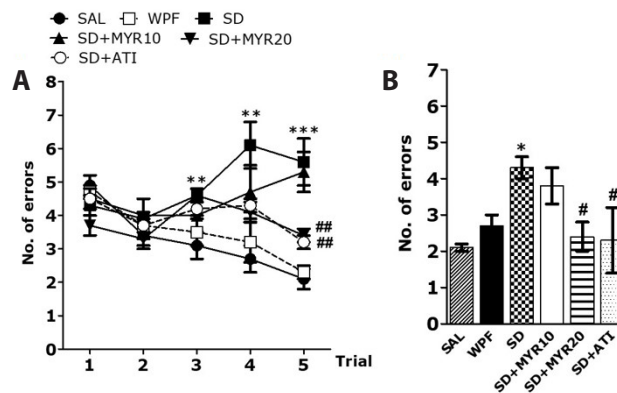 SAL WPF SD
SD+MYR10 SD+MYR20
SD+ATI
A
No. of errors
8
7
6
5
4
3
2
1
0
** ** ***
##
##
1 2 3 4 5 Trial
B
No. of errors
7
6
5
4
3
2
1
0
* # #
SAL WPF SD SD+MYR10 SD+MYR20 SD+ATI